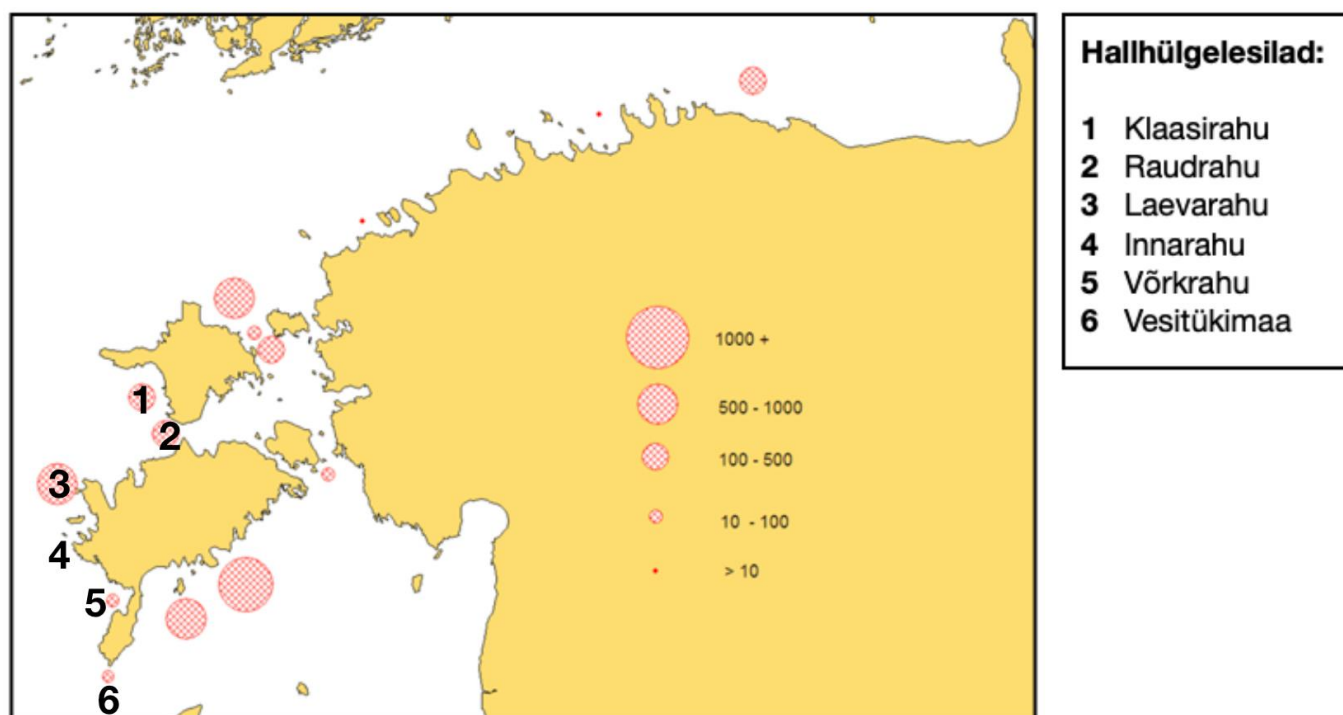 Hallhülgelesilad:
1 Klaasirahu
2 Raudrahu
3 Laevarahu
4 Innarahu
5 Võrkrahu
6 Vesitükimaa
1000 +
500 - 1000
100 - 500
10 - 100
> 10
1
2
3
4
5
6